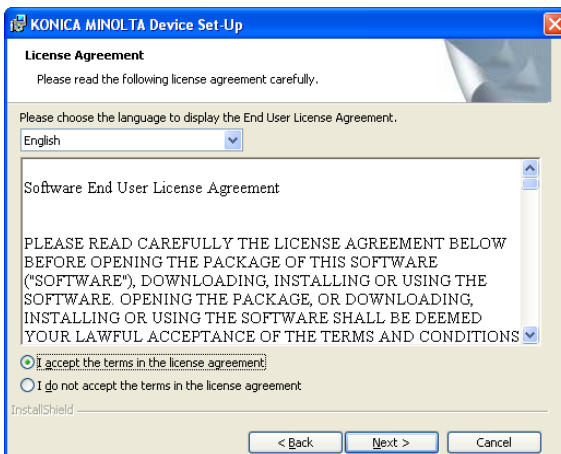 KONICA MINOLTA Device Set-Up
License Agreement
Please read the following license agreement carefully.
Please choose the language to display the End User License Agreement.
English
Software End User License Agreement
PLEASE READ CAREFULLY THE LICENSE AGREEMENT BELOW
BEFORE OPENING THE PACKAGE OF THIS SOFTWARE
("SOFTWARE"), DOWNLOADING, INSTALLING OR USING THE
SOFTWARE. OPENING THE PACKAGE, OR DOWNLOADING,
INSTALLING OR USING THE SOFTWARE SHALL BE DEEMED
YOUR LAWFUL ACCEPTANCE OF THE TERMS AND CONDITIONS
I accept the terms in the license agreement
I do not accept the terms in the license agreement
InstallShield
< Back Next > Cancel